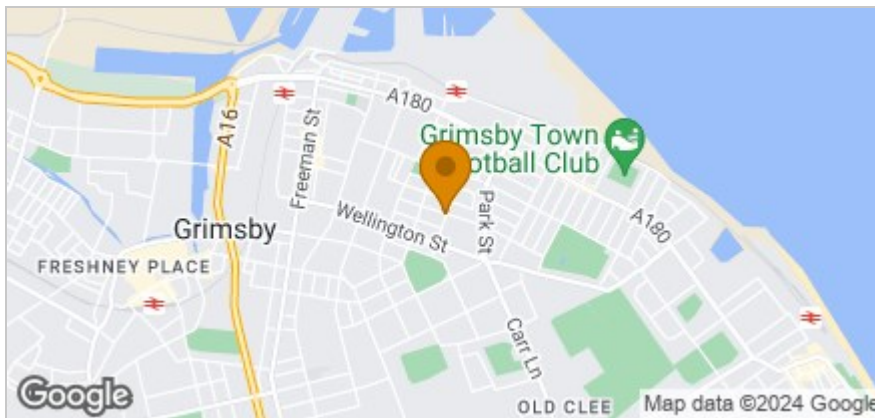 A180
Grimsby Town
ootball Club
A16
Freeman St
Park St
A180
Wellington St
Grimsby
FRESHNEY PLACE
Carr Ln
OLD CLEE
Google
Map data ©2024 Google